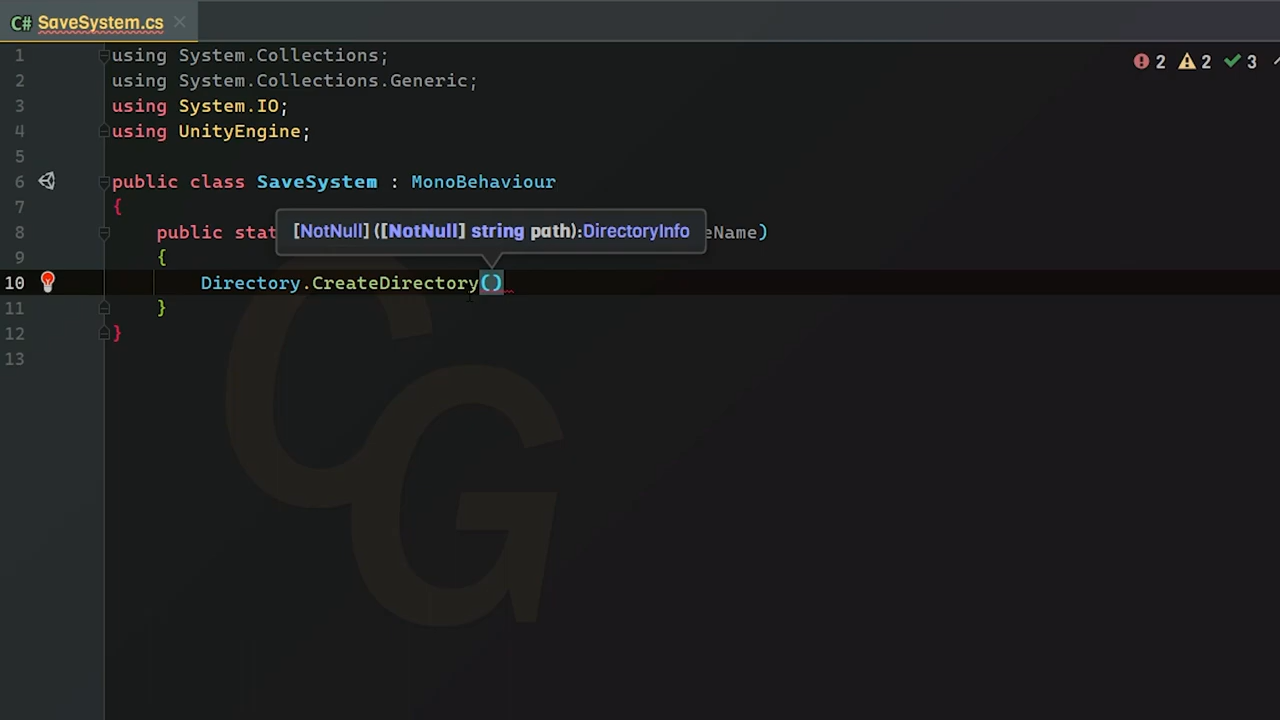 C# SaveSystem.cs
2 2 3
1 using System.Collections;
2 using System.Collections.Generic;
3 using System.IO;
4 using UnityEngine;
5
6 public class SaveSystem : MonoBehaviour
7 {
[NotNull] ([NotNull] string path):DirectoryInfo
8 public stat eName)
9 {
10 Directory.CreateDirectory()
11 }
12 }
13
CG